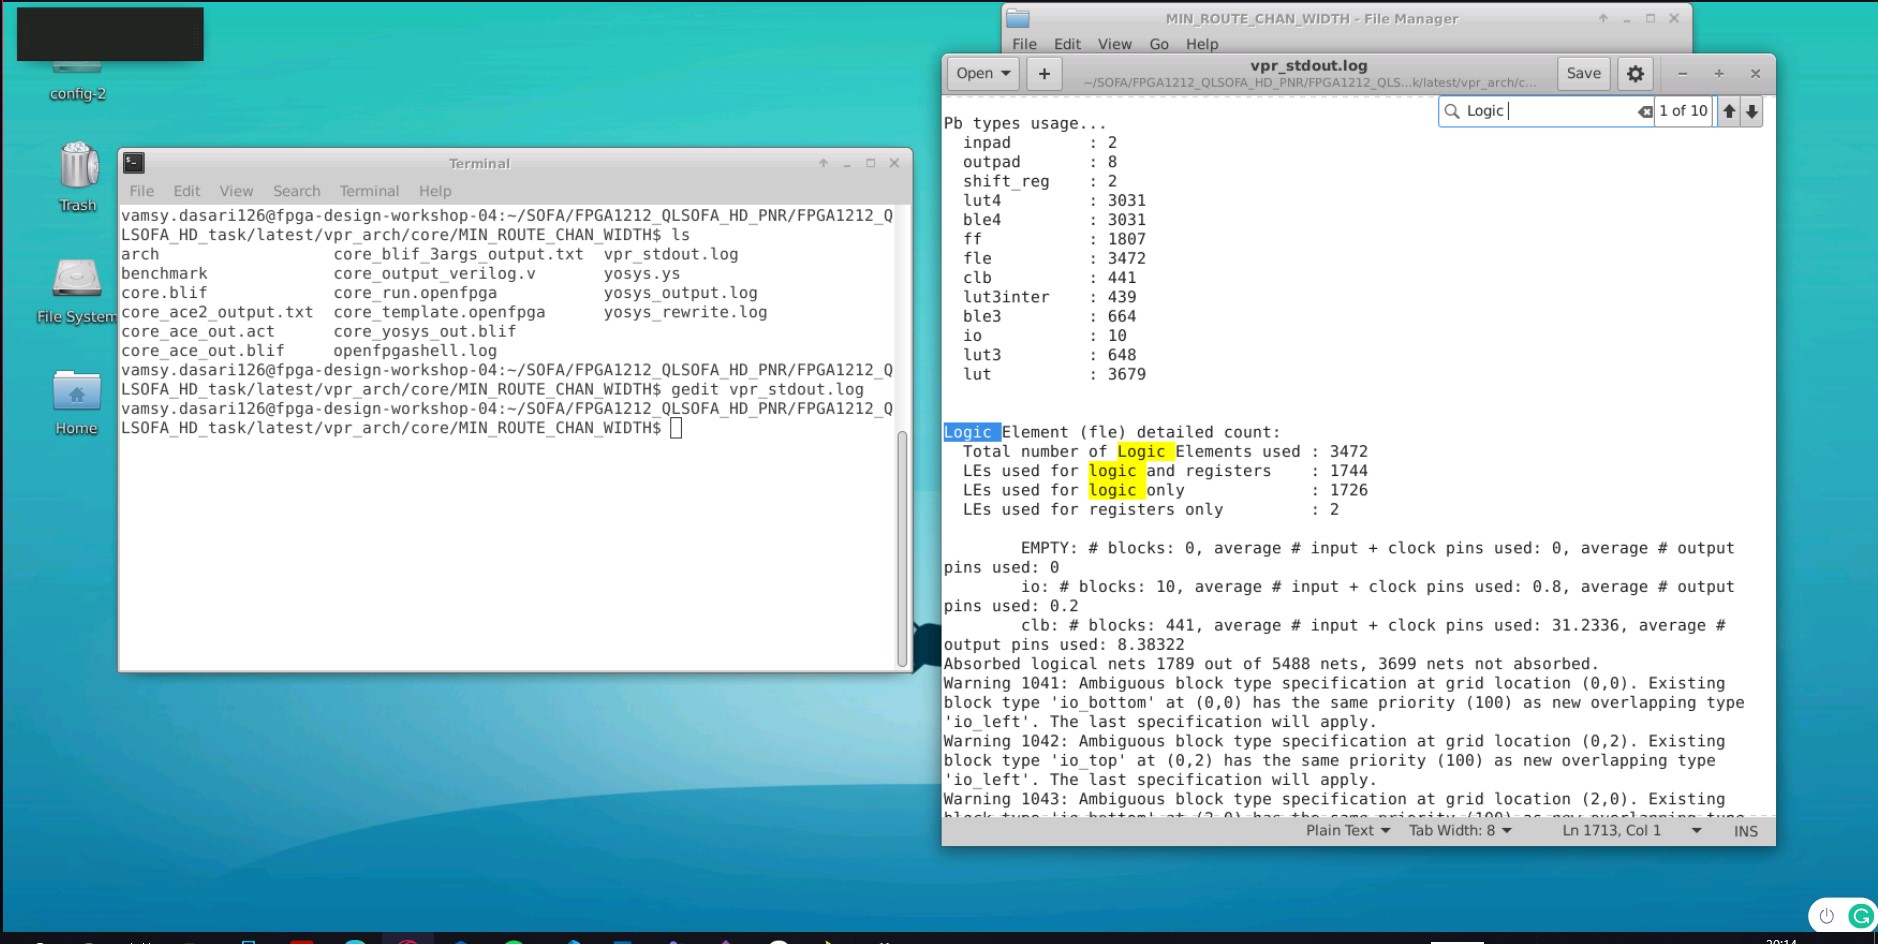 config-2
Trash
File System
Home
Terminal
File Edit View Search Terminal Help
vamsy.dasari126@fpga-design-workshop-04:~/SOFA/FPGA1212_QLSOFA_HD_PNR/FPGA1212_Q
LSOFA_HD_task/latest/vpr_arch/core/MIN_ROUTE_CHAN_WIDTH$ ls
arch core_blif_3args_output.txt vpr_stdout.log
benchmark core_output_verilog.v yosys.ys
core.blif core_run.openfpga yosys_output.log
core_ace2_output.txt core_template.openfpga yosys_rewrite.log
core_ace_out.act core_yosys_out.blif
core_ace_out.blif openfpgashell.log
vamsy.dasari126@fpga-design-workshop-04:~/SOFA/FPGA1212_QLSOFA_HD_PNR/FPGA1212_Q
LSOFA_HD_task/latest/vpr_arch/core/MIN_ROUTE_CHAN_WIDTH$ gedit vpr_stdout.log
vamsy.dasari126@fpga-design-workshop-04:~/SOFA/FPGA1212_QLSOFA_HD_PNR/FPGA1212_Q
LSOFA_HD_task/latest/vpr_arch/core/MIN_ROUTE_CHAN_WIDTH$
MIN_ROUTE_CHAN_WIDTH - File Manager
File Edit View Go Help
Open
vpr_stdout.log
~/SOFA/FPGA1212_QLSOFA_HD_PNR/FPGA1212_QLS...k/latest/vpr_arch/c...
Save
Logic
1 of 10
Pb types usage...
inpad : 2
outpad : 8
shift_reg : 2
lut4 : 3031
ble4 : 3031
ff : 1807
fle : 3472
clb : 441
lut3inter : 439
ble3 : 664
io : 10
lut3 : 648
lut : 3679
Logic Element (fle) detailed count:
Total number of Logic Elements used : 3472
LEs used for logic and registers : 1744
LEs used for logic only : 1726
LEs used for registers only : 2
EMPTY: # blocks: 0, average # input + clock pins used: 0, average # output
pins used: 0
io: # blocks: 10, average # input + clock pins used: 0.8, average # output
pins used: 0.2
clb: # blocks: 441, average # input + clock pins used: 31.2336, average #
output pins used: 8.38322
Absorbed logical nets 1789 out of 5488 nets, 3699 nets not absorbed.
Warning 1041: Ambiguous block type specification at grid location (0,0). Existing
block type 'io_bottom' at (0,0) has the same priority (100) as new overlapping type
'io_left'. The last specification will apply.
Warning 1042: Ambiguous block type specification at grid location (0,2). Existing
block type 'io_top' at (0,2) has the same priority (100) as new overlapping type
'io_left'. The last specification will apply.
Warning 1043: Ambiguous block type specification at grid location (2,0). Existing
Plain Text Tab Width: 8 Ln 1713, Col 1 INS